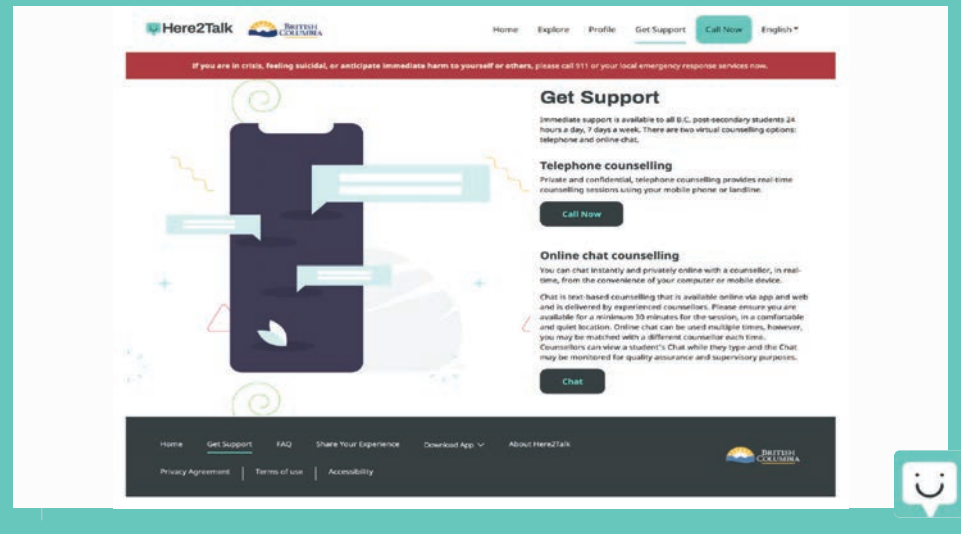 Here2Talk
BRITISH
COLUMBIA
Home Explore Profile Get Support Call Now English
If you are in crisis, feeling suicidal, or anticipate immediate harm to yourself or others, please call 911 or your local emergency response services now.
Get Support
Immediate support is available to all B.C. post-secondary students 24
hours a day, 7 days a week. There are two virtual counselling options:
telephone and online chat.
Telephone counselling
Private and confidential, telephone counselling provides real-time
counselling sessions using your mobile phone or landline.
Call Now
Online chat counselling
You can chat instantly and privately online with a counsellor, in real-
time, from the convenience of your computer or mobile device.
Chat is text-based counselling that is available online via app and web
and is delivered by experienced counsellors. Please ensure you are
available for a minimum 30 minutes for the session, in a comfortable
and quiet location. Online chat can be used multiple times, however,
you may be matched with a different counsellor each time.
Counsellors can view a student's Chat while they type and the Chat
may be monitored for quality assurance and supervisory purposes.
Chat
Home Get Support FAQ Share Your Experience Download App About Here2Talk
BRITISH
COLUMBIA
Privacy Agreement | Terms of use | Accessibility